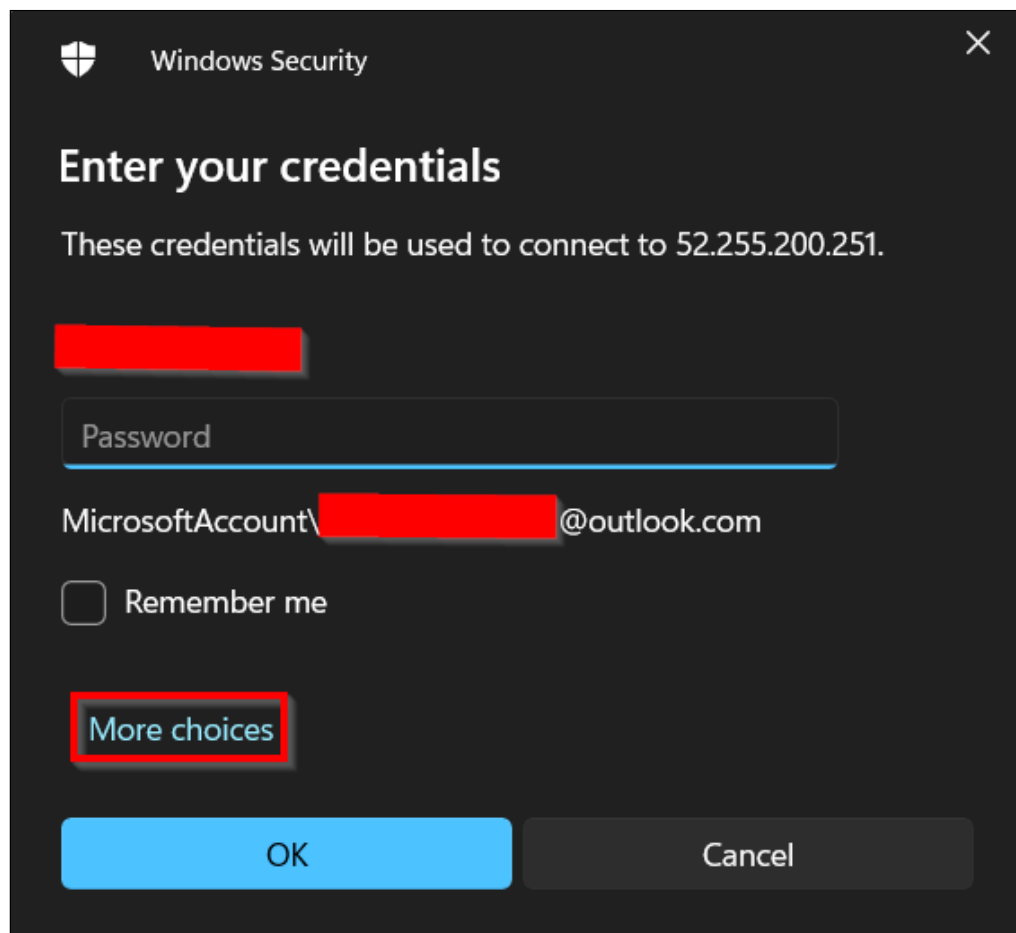 Windows Security
Enter your credentials
These credentials will be used to connect to 52.255.200.251.
Password
MicrosoftAccount\ @outlook.com
Remember me
More choices
OK Cancel